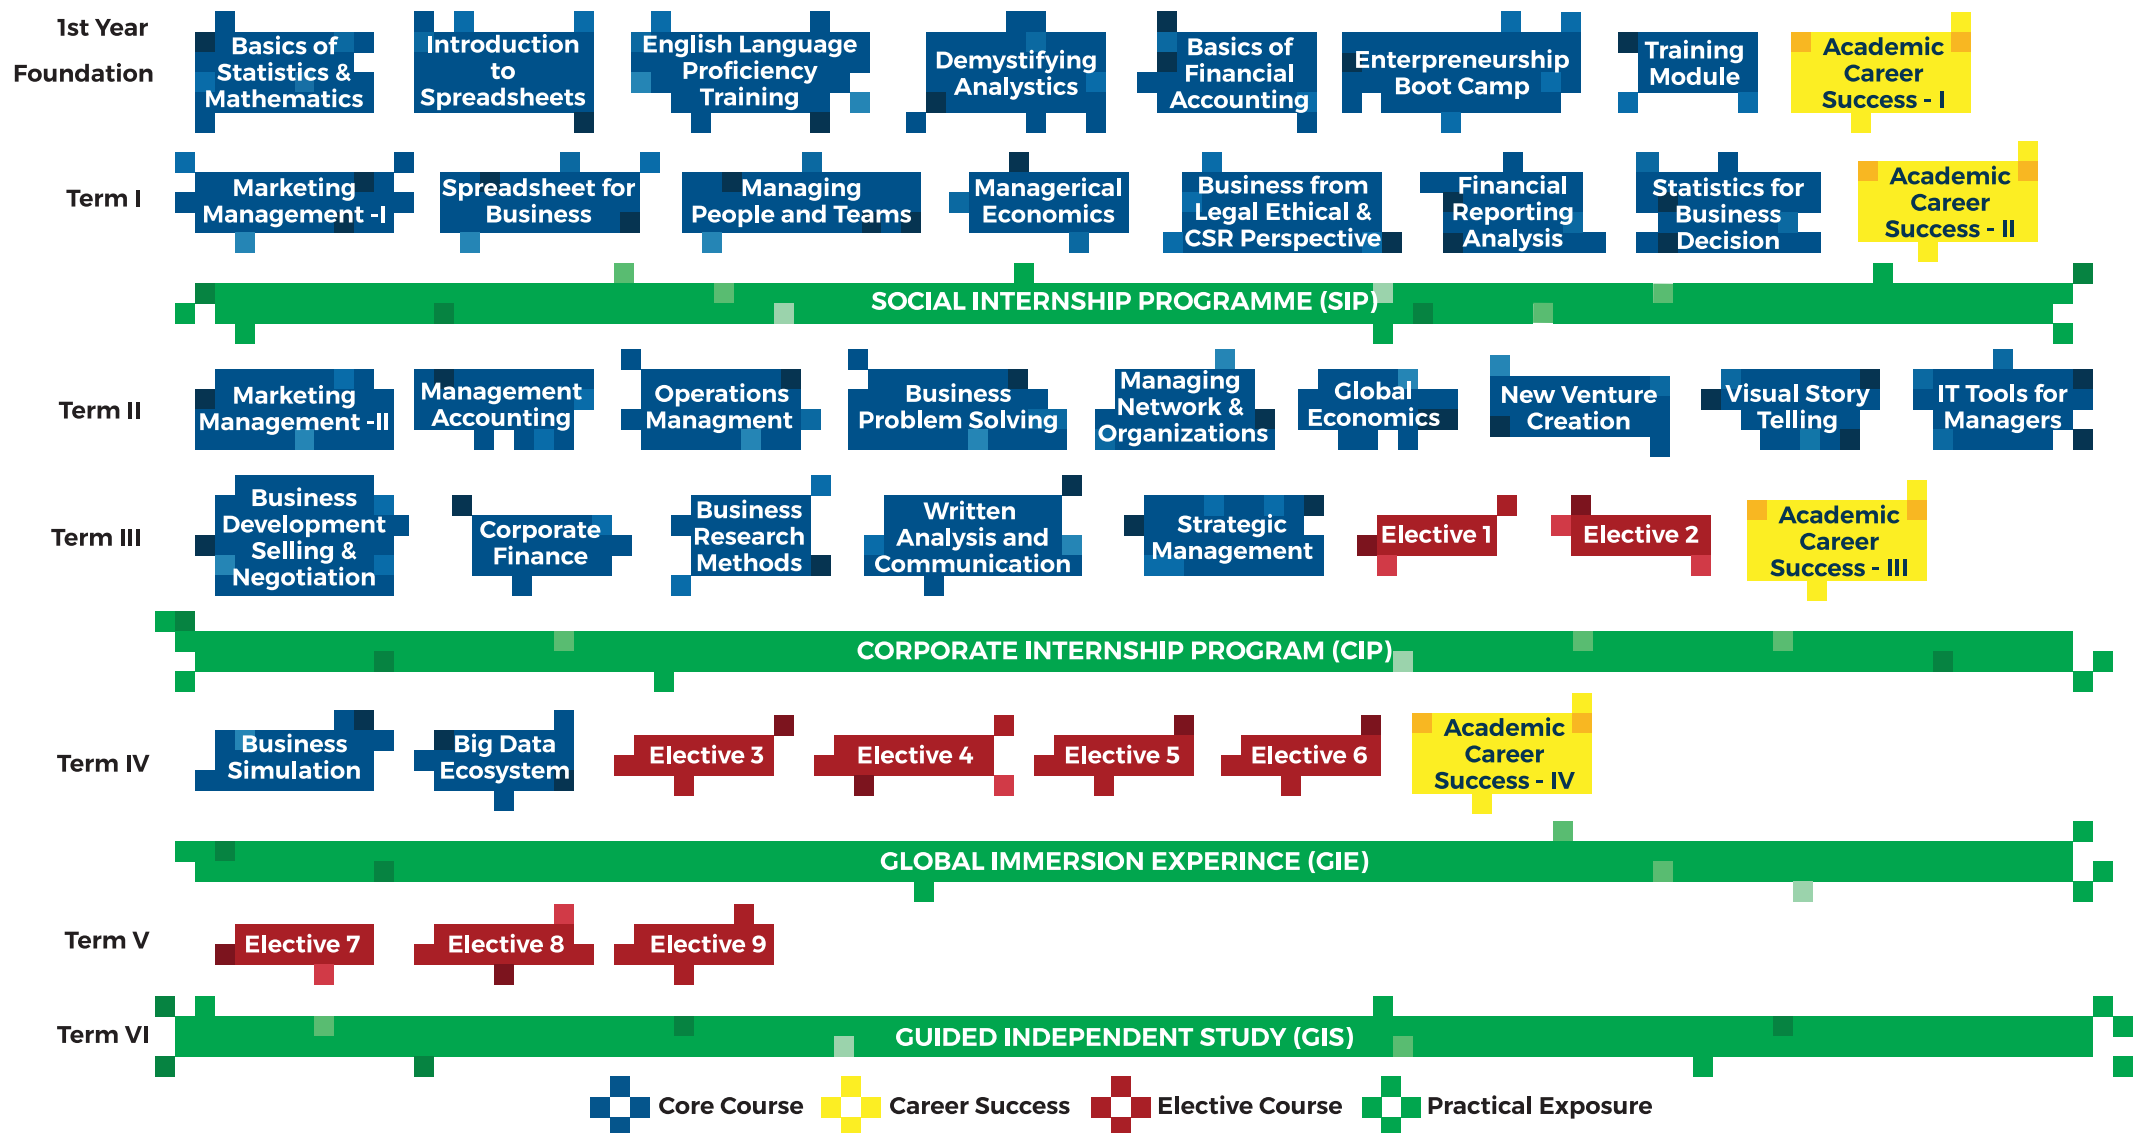 1st Year
Foundation
Basics of
Statistics &
Mathematics
Introduction
to
Spreadsheets
English Language
Proficiency
Training
Demystifying
Analystics
Basics of
Financial
Accounting
Enterpreneurship
Boot Camp
Training
Module
Academic
Career
Success - I
Term I
Marketing
Management -I
Spreadsheet for
Business
Managing
People and Teams
Managerical
Economics
Business from
Legal Ethical &
CSR Perspective
Financial
Reporting
Analysis
Statistics for
Business
Decision
Academic
Career
Success - II
SOCIAL INTERNSHIP PROGRAMME (SIP)
Term II
Marketing
Management -II
Management
Accounting
Operations
Managment
Business
Problem Solving
Managing
Network &
Organizations
Global
Economics
New Venture
Creation
Visual Story
Telling
IT Tools for
Managers
Term III
Business
Development
Selling &
Negotiation
Corporate
Finance
Business
Research
Methods
Written
Analysis and
Communication
Strategic
Management
Elective 1
Elective 2
Academic
Career
Success - III
CORPORATE INTERNSHIP PROGRAM (CIP)
Term IV
Business
Simulation
Big Data
Ecosystem
Elective 3
Elective 4
Elective 5
Elective 6
Academic
Career
Success - IV
GLOBAL IMMERSION EXPERINCE (GIE)
Term V
Elective 7
Elective 8
Elective 9
Term VI
GUIDED INDEPENDENT STUDY (GIS)
Core Course
Career Success
Elective Course
Practical Exposure